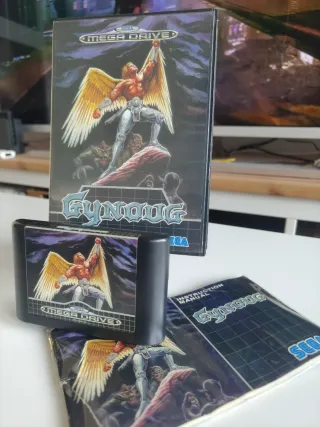 MEGA DRIVE
GYNOUG
SEGA
MEGA DRIVE
INSTRUCTION
MANUAL
GYNOUG
SEGA